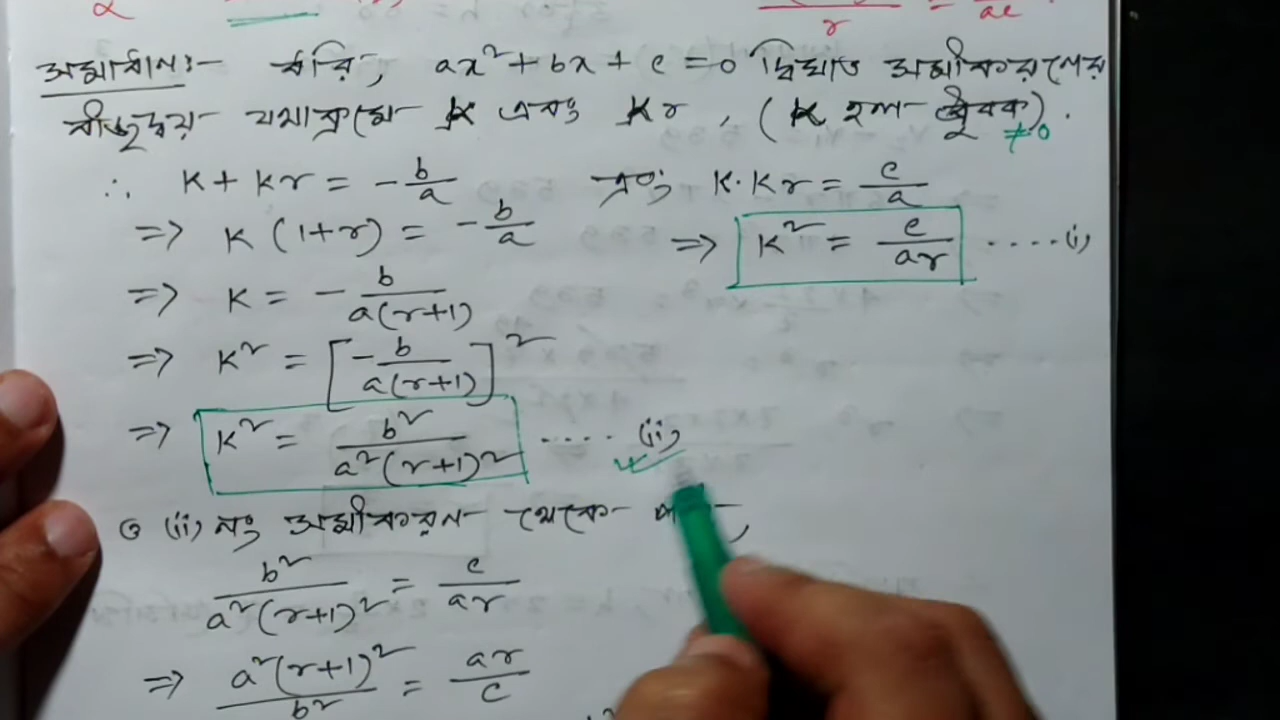 r = ac
সমাধানঃ- ধরি, ax² + bx + c = 0 দ্বিঘাত সমীকরণের
বীজদ্বয় যথাক্রমে K এবং Kr, (K হল ধ্রুবক).
≠0
∴ K + Kr = -b/a এবং K·Kr = c/a
=> K (1+r) = -b/a => K² = c/ar ....(i)
=> K = - b/a(r+1)
=> K² = [-b/a(r+1)]²
=> K² = b²/a²(r+1)² .... (ii)
ও (ii) নং সমীকরণ থেকে
b²/a²(r+1)² = c/ar
=> a²(r+1)²/b² = ar/c